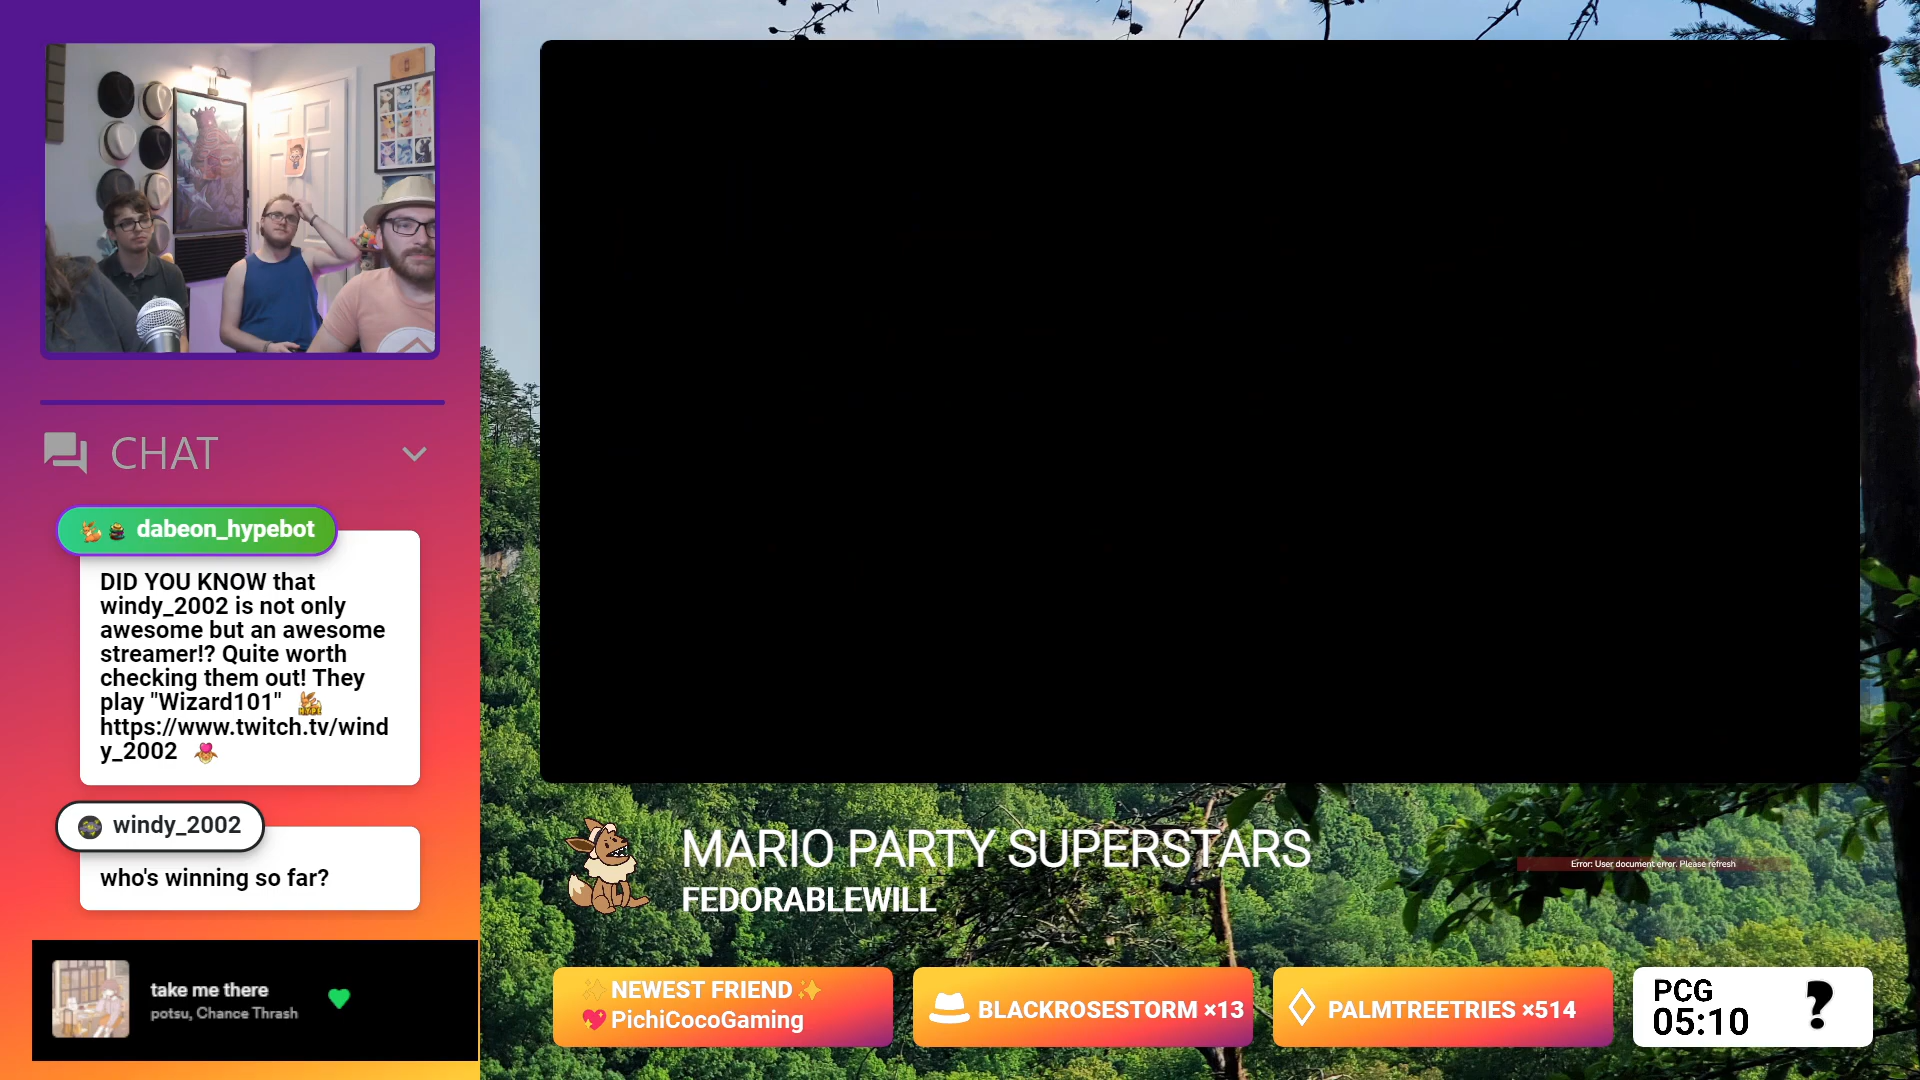 CHAT
dabeon_hypebot
DID YOU KNOW that
windy_2002 is not only
awesome but an awesome
streamer!? Quite worth
checking them out! They
play "Wizard101"
HYPE
https://www.twitch.tv/wind
y_2002
windy_2002
who's winning so far?
take me there
potsu, Chance Thrash
MARIO PARTY SUPERSTARS
FEDORABLEWILL
Error: User document error. Please refresh
✨NEWEST FRIEND✨
💖PichiCocoGaming
BLACKROSESTORM ×13
PALMTREETRIES ×514
PCG
05:10
?